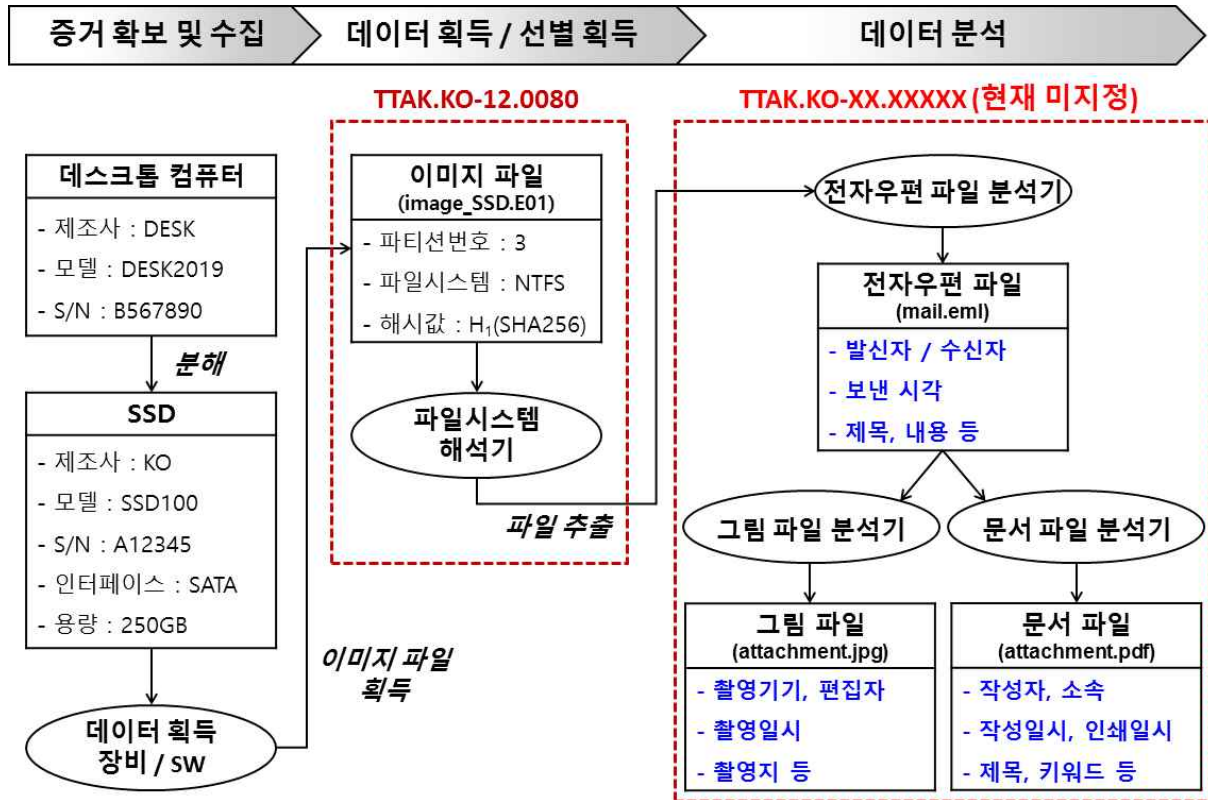 증거 확보 및 수집
데이터 획득 / 선별 획득
데이터 분석
TTAK.KO-12.0080
TTAK.KO-XX.XXXXX (현재 미지정)
데스크톱 컴퓨터
- 제조사 : DESK
- 모델 : DESK2019
- S/N : B567890
분해
SSD
- 제조사 : KO
- 모델 : SSD100
- S/N : A12345
- 인터페이스 : SATA
- 용량 : 250GB
데이터 획득
장비 / SW
이미지 파일
획득
이미지 파일
(image_SSD.E01)
- 파티션번호 : 3
- 파일시스템 : NTFS
- 해시값 : H₁(SHA256)
파일시스템
해석기
파일 추출
전자우편 파일 분석기
전자우편 파일
(mail.eml)
- 발신자 / 수신자
- 보낸 시각
- 제목, 내용 등
그림 파일 분석기
문서 파일 분석기
그림 파일
(attachment.jpg)
- 촬영기기, 편집자
- 촬영일시
- 촬영지 등
문서 파일
(attachment.pdf)
- 작성자, 소속
- 작성일시, 인쇄일시
- 제목, 키워드 등